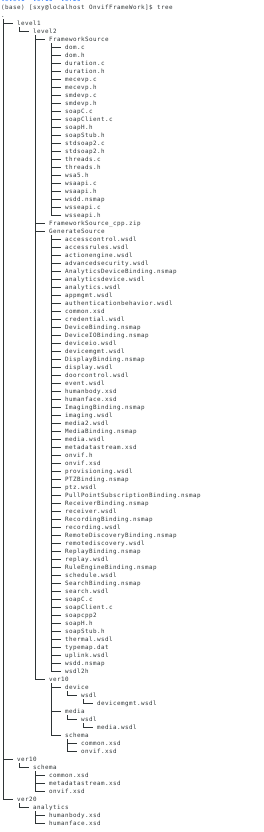 (base) [sxy@localhost OnvifFrameWork]$ tree
.
├── level1
│   └── level2
│       ├── FrameworkSource
│       │   ├── dom.c
│       │   ├── dom.h
│       │   ├── duration.c
│       │   ├── duration.h
│       │   ├── mecevp.c
│       │   ├── mecevp.h
│       │   ├── smdevp.c
│       │   ├── smdevp.h
│       │   ├── soapC.c
│       │   ├── soapClient.c
│       │   ├── soapH.h
│       │   ├── soapStub.h
│       │   ├── stdsoap2.c
│       │   ├── stdsoap2.h
│       │   ├── threads.c
│       │   ├── threads.h
│       │   ├── wsa5.h
│       │   ├── wsaapi.c
│       │   ├── wsaapi.h
│       │   ├── wsdd.nsmap
│       │   ├── wsseapi.c
│       │   └── wsseapi.h
│       ├── FrameworkSource_cpp.zip
│       ├── GenerateSource
│       │   ├── accesscontrol.wsdl
│       │   ├── accessrules.wsdl
│       │   ├── actionengine.wsdl
│       │   ├── advancedsecurity.wsdl
│       │   ├── AnalyticsDeviceBinding.nsmap
│       │   ├── analyticsdevice.wsdl
│       │   ├── analytics.wsdl
│       │   ├── appmgmt.wsdl
│       │   ├── authenticationbehavior.wsdl
│       │   ├── common.xsd
│       │   ├── credential.wsdl
│       │   ├── DeviceBinding.nsmap
│       │   ├── DeviceIOBinding.nsmap
│       │   ├── deviceio.wsdl
│       │   ├── devicemgmt.wsdl
│       │   ├── DisplayBinding.nsmap
│       │   ├── display.wsdl
│       │   ├── doorcontrol.wsdl
│       │   ├── event.wsdl
│       │   ├── humanbody.xsd
│       │   ├── humanface.xsd
│       │   ├── ImagingBinding.nsmap
│       │   ├── imaging.wsdl
│       │   ├── media2.wsdl
│       │   ├── MediaBinding.nsmap
│       │   ├── media.wsdl
│       │   ├── metadatastream.xsd
│       │   ├── onvif.h
│       │   ├── onvif.xsd
│       │   ├── provisioning.wsdl
│       │   ├── PTZBinding.nsmap
│       │   ├── ptz.wsdl
│       │   ├── PullPointSubscriptionBinding.nsmap
│       │   ├── ReceiverBinding.nsmap
│       │   ├── receiver.wsdl
│       │   ├── RecordingBinding.nsmap
│       │   ├── recording.wsdl
│       │   ├── RemoteDiscoveryBinding.nsmap
│       │   ├── remotediscovery.wsdl
│       │   ├── ReplayBinding.nsmap
│       │   ├── replay.wsdl
│       │   ├── RuleEngineBinding.nsmap
│       │   ├── schedule.wsdl
│       │   ├── SearchBinding.nsmap
│       │   ├── search.wsdl
│       │   ├── soapC.c
│       │   ├── soapClient.c
│       │   ├── soapcpp2
│       │   ├── soapH.h
│       │   ├── soapStub.h
│       │   ├── thermal.wsdl
│       │   ├── typemap.dat
│       │   ├── uplink.wsdl
│       │   ├── wsdd.nsmap
│       │   └── wsdl2h
│       └── ver10
│           ├── device
│           │   └── wsdl
│           │       └── devicemgmt.wsdl
│           ├── media
│           │   └── wsdl
│           │       └── media.wsdl
│           └── schema
│               ├── common.xsd
│               └── onvif.xsd
├── ver10
│   └── schema
│       ├── common.xsd
│       ├── metadatastream.xsd
│       └── onvif.xsd
└── ver20
    └── analytics
        ├── humanbody.xsd
        └── humanface.xsd